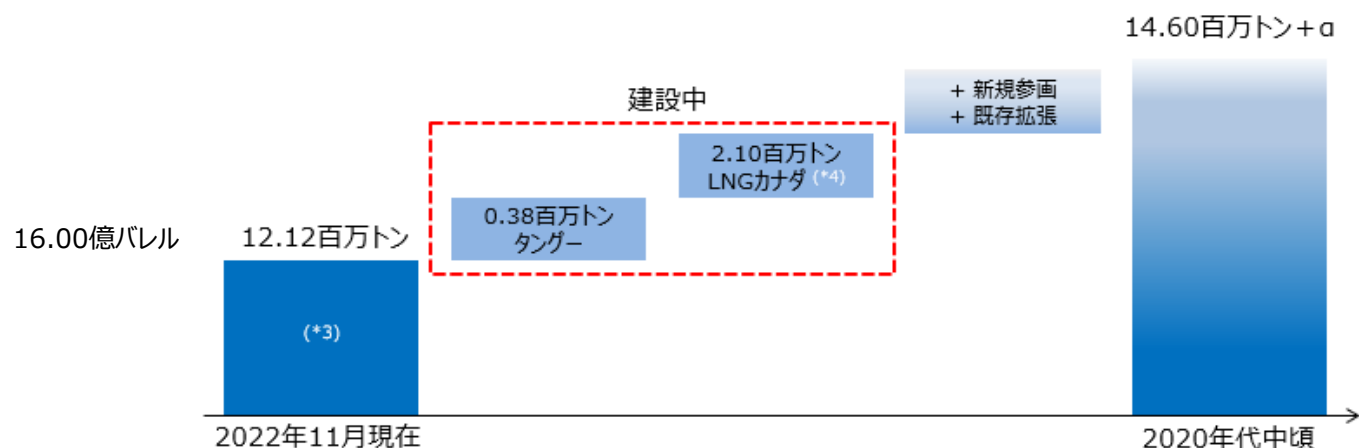 14.60百万トン+α
建設中
+ 新規参画
+ 既存拡張
2.10百万トン
LNGカナダ (*4)
0.38百万トン
タングー
16.00億バレル
12.12百万トン
(*3)
2022年11月現在
2020年代中頃